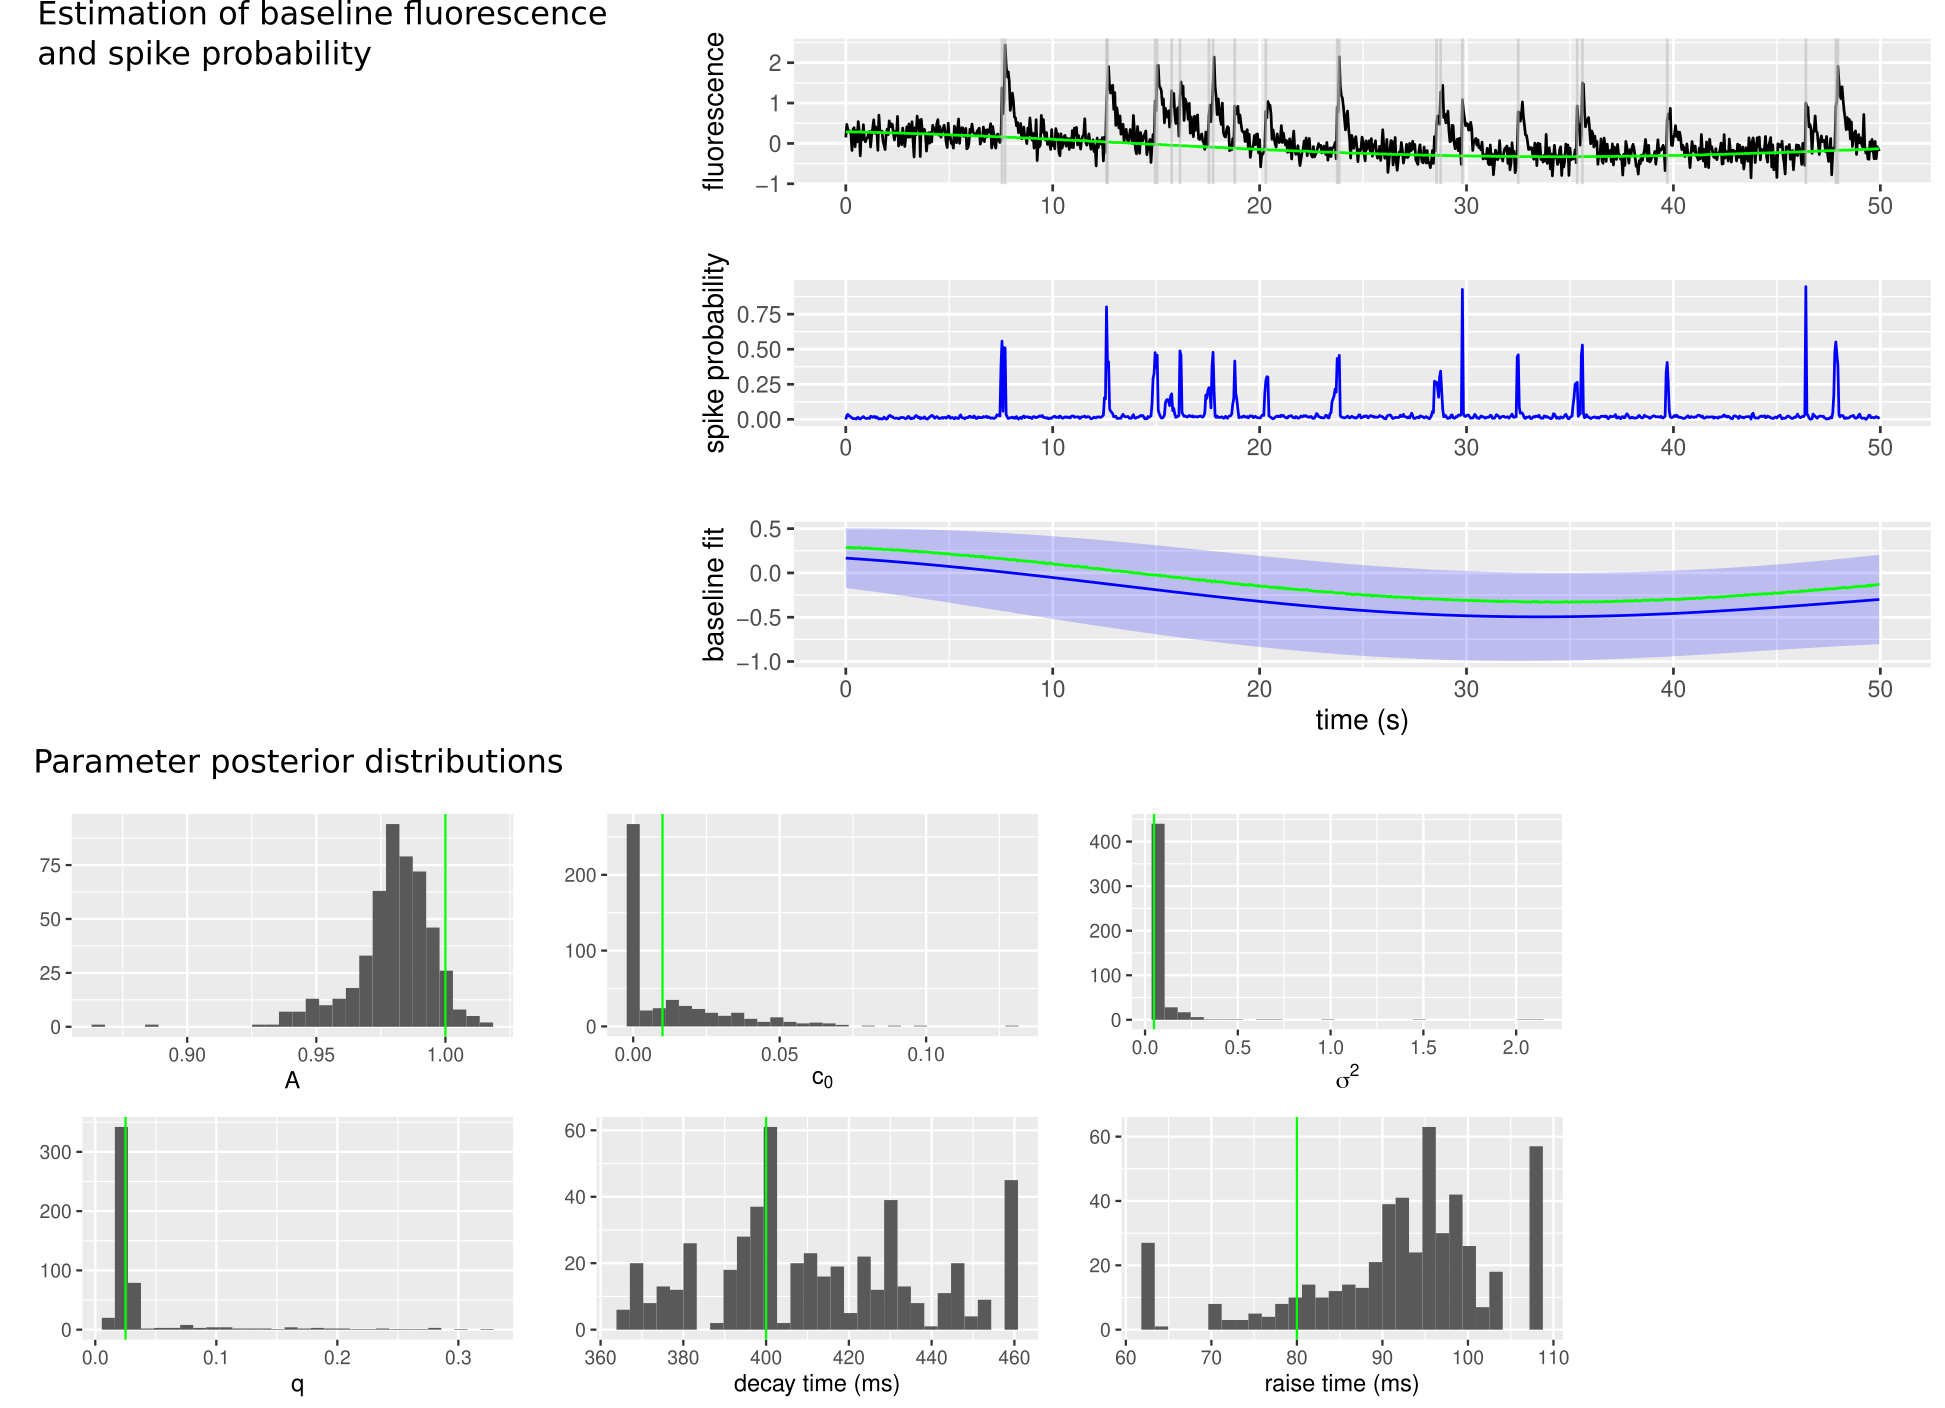 Estimation of baseline fluorescence
and spike probability
fluorescence
2
1
0
−1
0 10 20 30 40 50
spike probability
0.75
0.50
0.25
0.00
0 10 20 30 40 50
baseline fit
0.5
0.0
−0.5
−1.0
0 10 20 30 40 50
time (s)
Parameter posterior distributions
75
50
25
0
0.90 0.95 1.00
A
200
100
0
0.00 0.05 0.10
c0
400
300
200
100
0
0.0 0.5 1.0 1.5 2.0
σ2
300
200
100
0
0.0 0.1 0.2 0.3
q
60
40
20
0
360 380 400 420 440 460
decay time (ms)
60
40
20
0
60 70 80 90 100 110
raise time (ms)